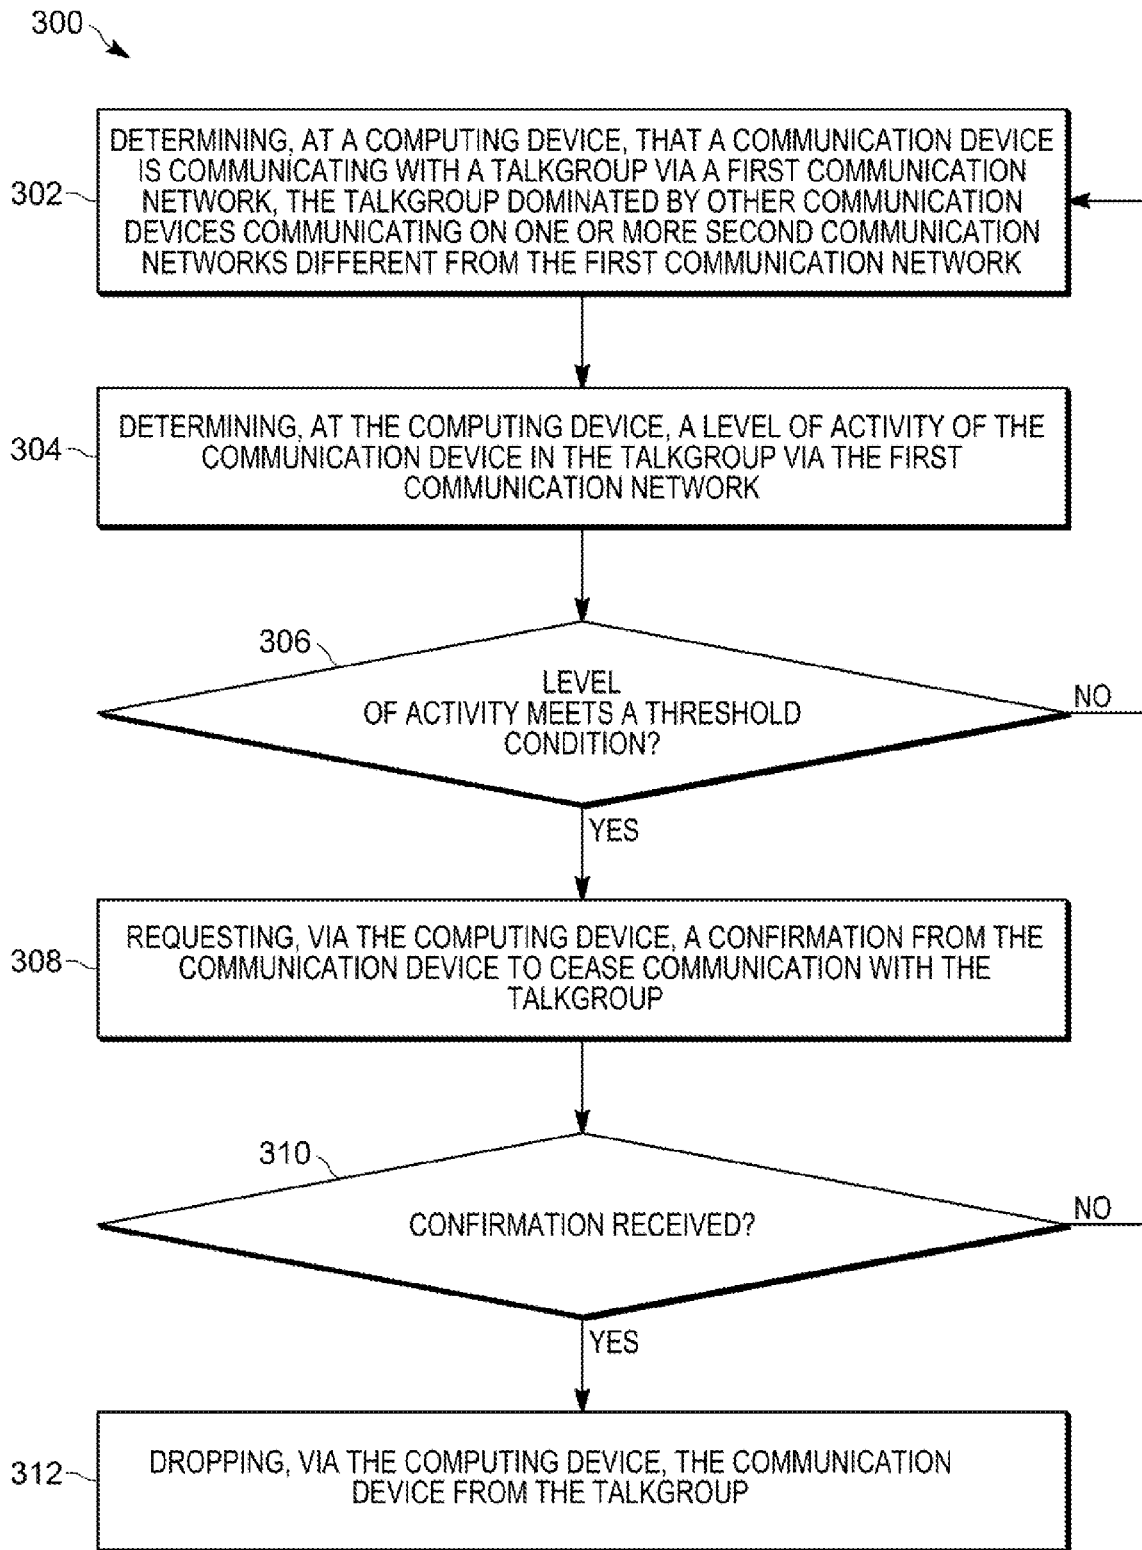 300
DETERMINING, AT A COMPUTING DEVICE, THAT A COMMUNICATION DEVICE
IS COMMUNICATING WITH A TALKGROUP VIA A FIRST COMMUNICATION
302
NETWORK, THE TALKGROUP DOMINATED BY OTHER COMMUNICATION
DEVICES COMMUNICATING ON ONE OR MORE SECOND COMMUNICATION
NETWORKS DIFFERENT FROM THE FIRST COMMUNICATION NETWORK
304
DETERMINING, AT THE COMPUTING DEVICE, A LEVEL OF ACTIVITY OF THE
COMMUNICATION DEVICE IN THE TALKGROUP VIA THE FIRST
COMMUNICATION NETWORK
306
LEVEL
OF ACTIVITY MEETS A THRESHOLD
CONDITION?
NO
YES
308
REQUESTING, VIA THE COMPUTING DEVICE, A CONFIRMATION FROM THE
COMMUNICATION DEVICE TO CEASE COMMUNICATION WITH THE
TALKGROUP
310
CONFIRMATION RECEIVED?
NO
YES
312
DROPPING, VIA THE COMPUTING DEVICE, THE COMMUNICATION
DEVICE FROM THE TALKGROUP